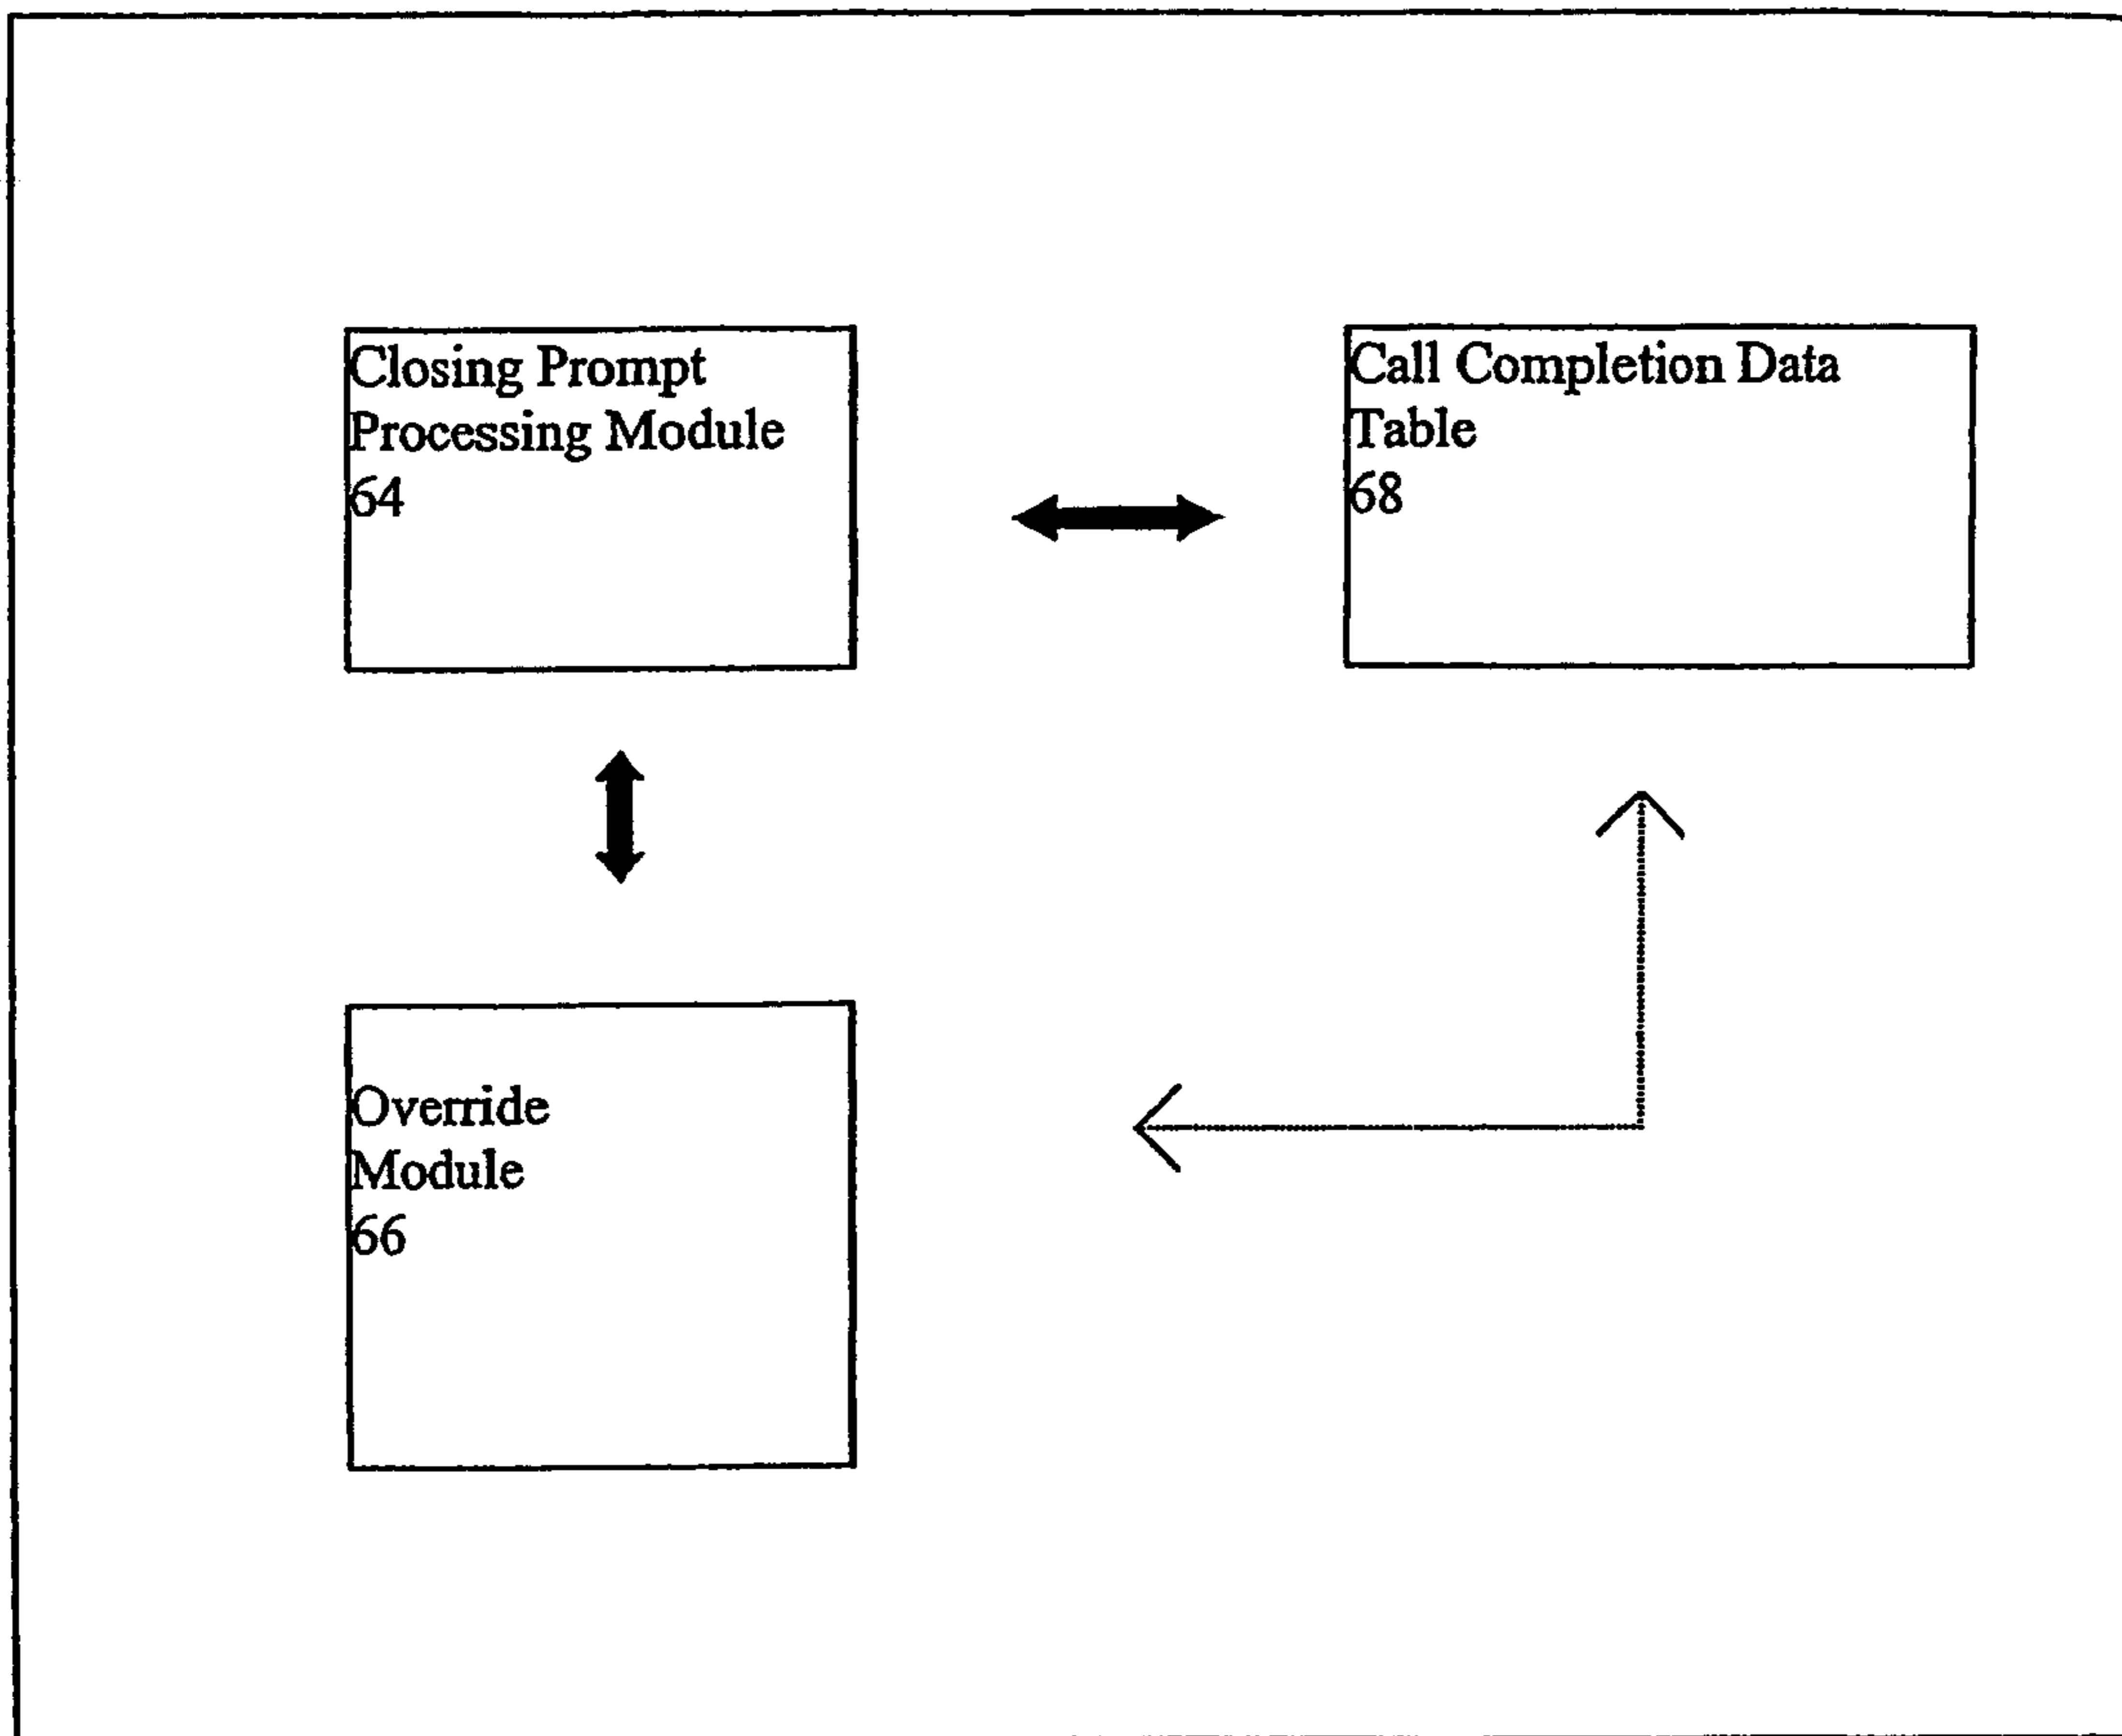 Closing Prompt
Processing Module
64
Call Completion Data
Table
68
Override
Module
66